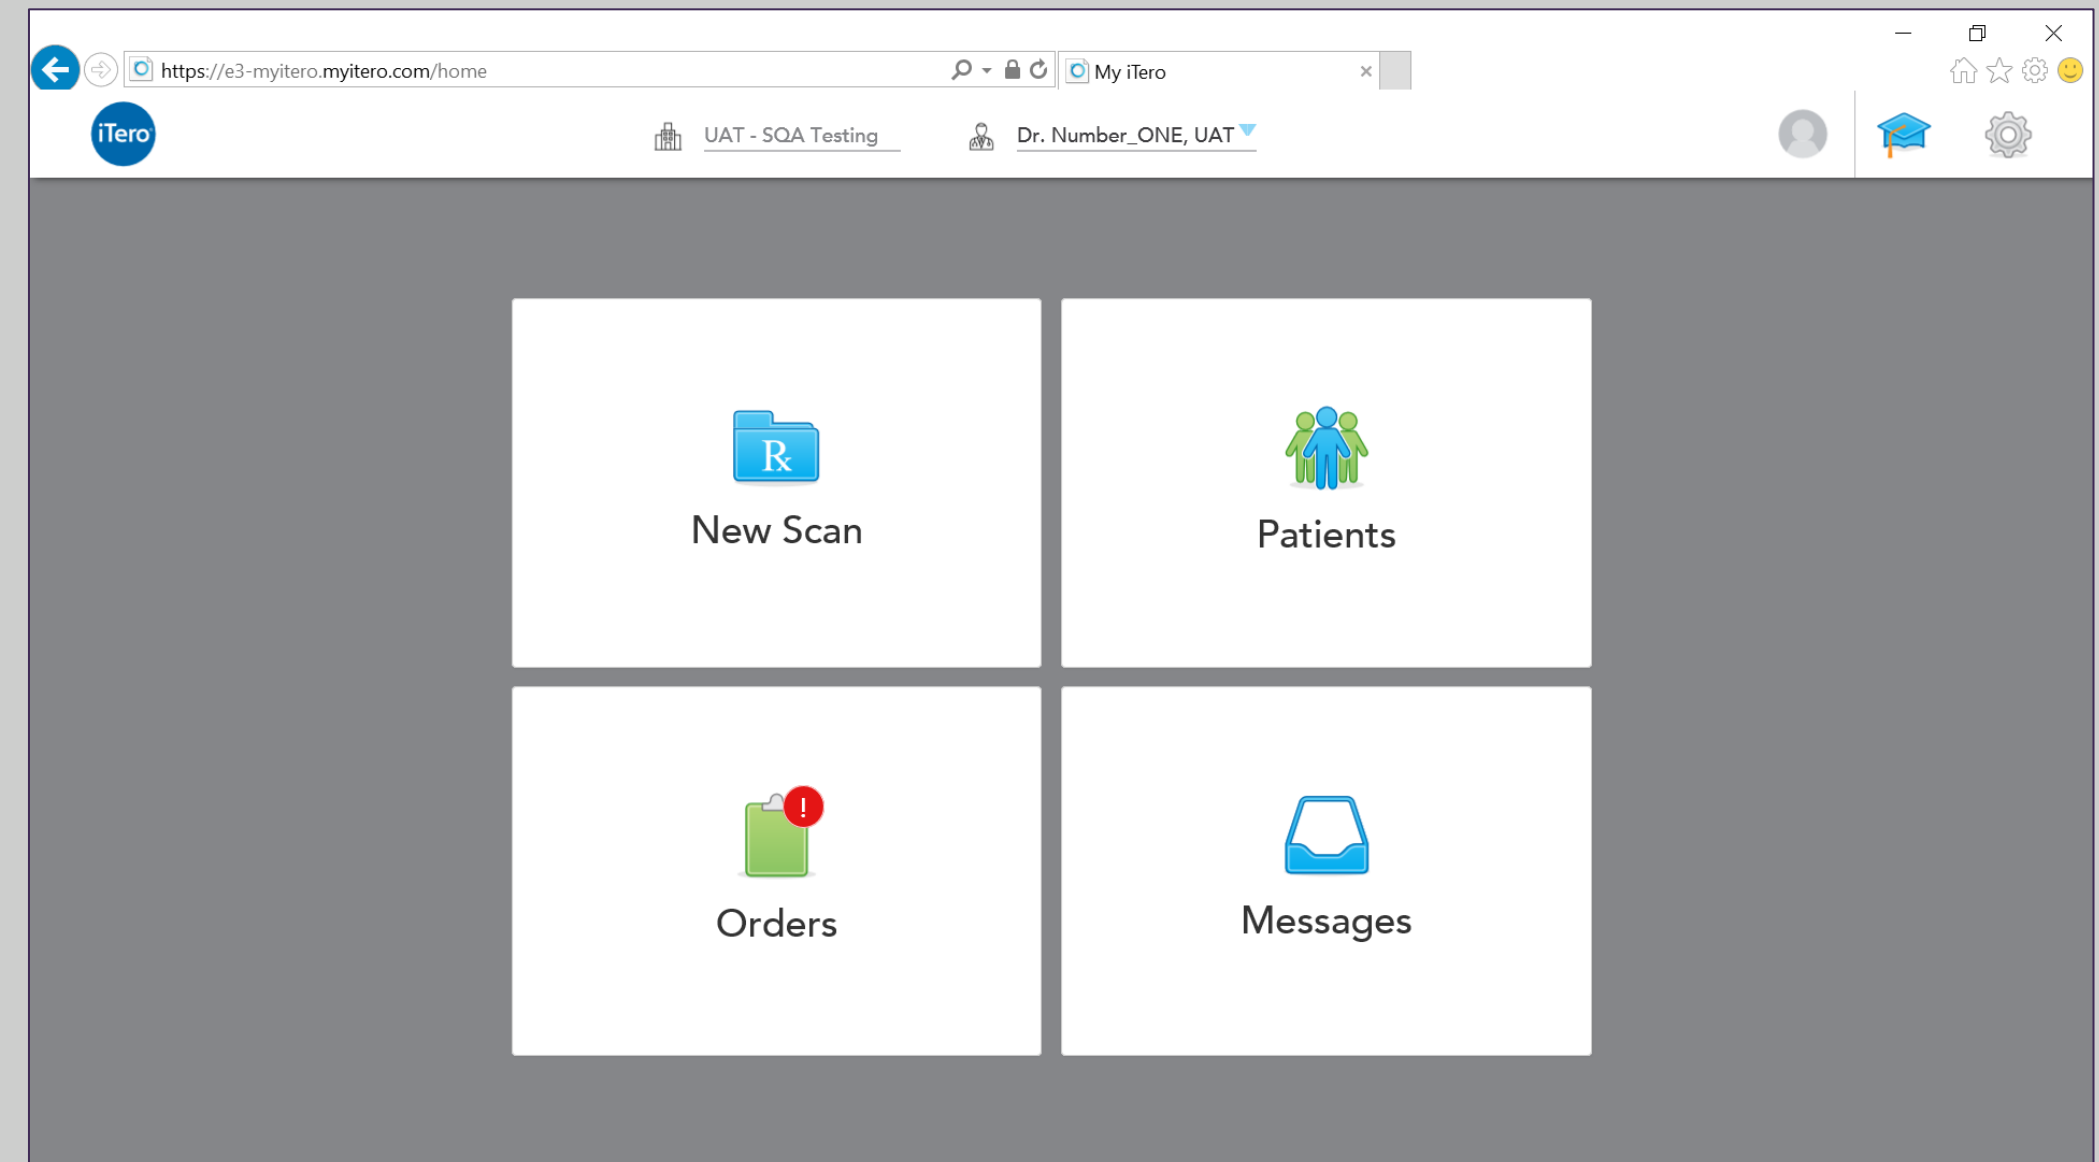 https://e3-myitero.myitero.com/home
My iTero
iTero
UAT - SQA Testing
Dr. Number_ONE, UAT
Rx
New Scan
Patients
!
Orders
Messages